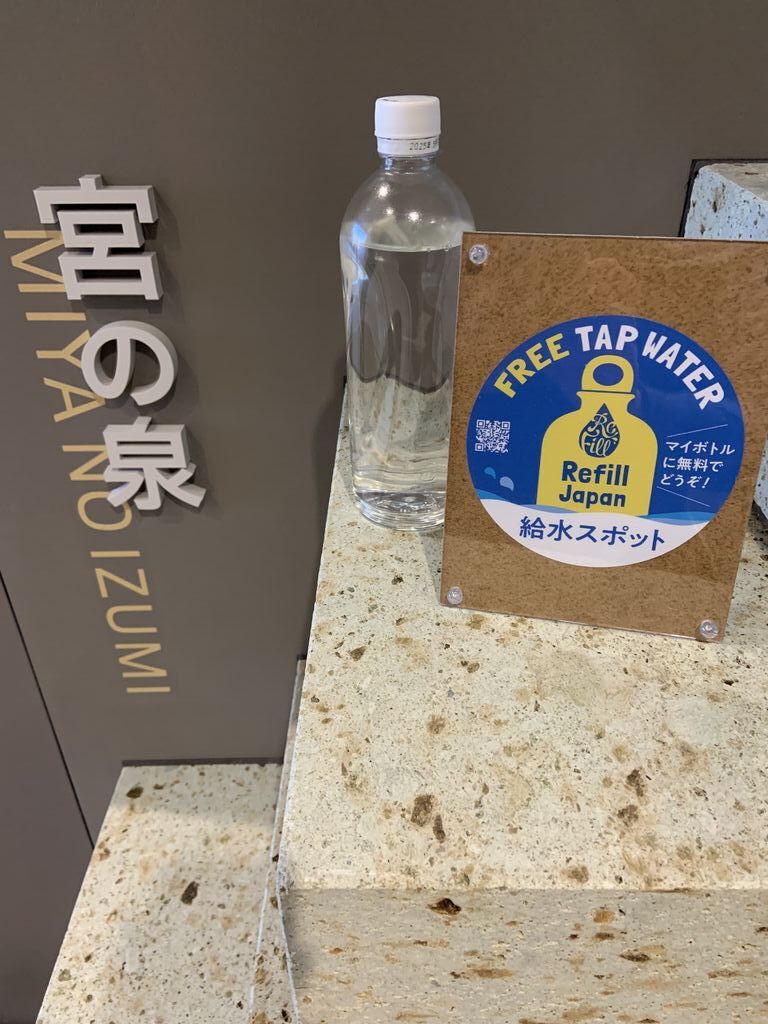 宮の泉
MIYA NO IZUMI
FREE TAP WATER
Refill
Refill
Japan
マイボトル
に無料で
どうぞ!
給水スポット